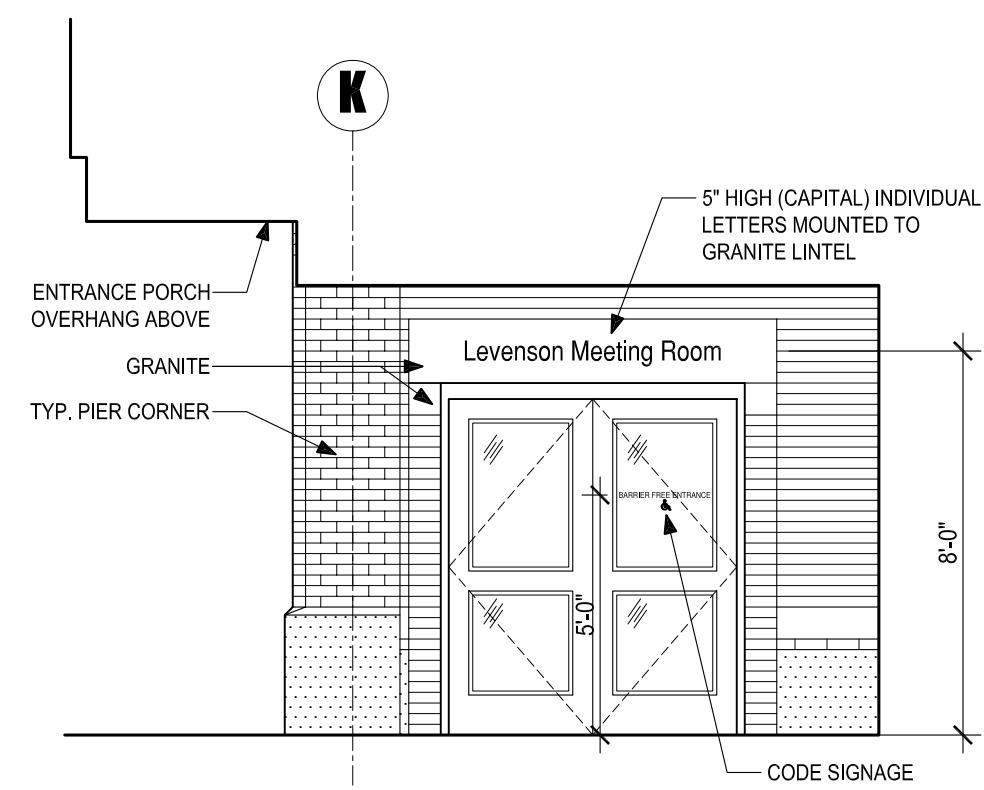 K
5" HIGH (CAPITAL) INDIVIDUAL
LETTERS MOUNTED TO
GRANITE LINTEL
ENTRANCE PORCH
OVERHANG ABOVE
Levenson Meeting Room
GRANITE
TYP. PIER CORNER
BARRIER FREE ENTRANCE
8'-0"
5'-0"
CODE SIGNAGE